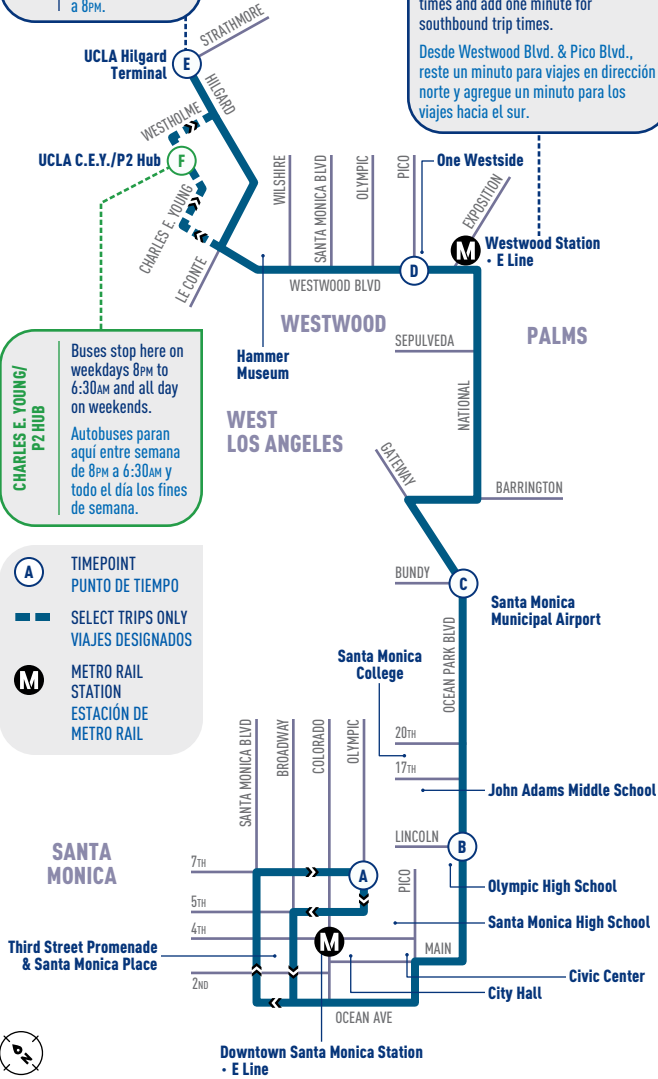 a 8PM.
times and add one minute for
southbound trip times.
Desde Westwood Blvd. & Pico Blvd.,
reste un minuto para viajes en dirección
norte y agregue un minuto para los
viajes hacia el sur.
STRATHMORE
UCLA Hilgard
Terminal
E
HILGARD
WESTHOLME
UCLA C.E.Y./P2 Hub
F
CHARLES E. YOUNG
LE CONTE
WILSHIRE
SANTA MONICA BLVD
OLYMPIC
PICO
One Westside
EXPOSITION
M
Westwood Station
• E Line
D
WESTWOOD BLVD
WESTWOOD
PALMS
Hammer
Museum
SEPULVEDA
NATIONAL
CHARLES E. YOUNG/
P2 HUB
Buses stop here on
weekdays 8PM to
6:30AM and all day
on weekends.
Autobuses paran
aquí entre semana
de 8PM a 6:30AM y
todo el día los fines
de semana.
WEST
LOS ANGELES
GATEWAY
BARRINGTON
BUNDY
C
Santa Monica
Municipal Airport
A
TIMEPOINT
PUNTO DE TIEMPO
SELECT TRIPS ONLY
VIAJES DESIGNADOS
M
METRO RAIL
STATION
ESTACIÓN DE
METRO RAIL
OCEAN PARK BLVD
Santa Monica
College
20TH
17TH
John Adams Middle School
SANTA MONICA BLVD
BROADWAY
COLORADO
OLYMPIC
LINCOLN
B
SANTA
MONICA
7TH
A
PICO
Olympic High School
5TH
Santa Monica High School
4TH
M
MAIN
Third Street Promenade
& Santa Monica Place
Civic Center
2ND
City Hall
OCEAN AVE
N
Downtown Santa Monica Station
• E Line